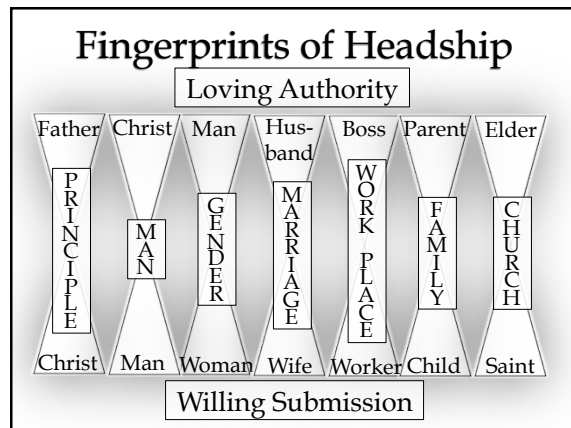 Fingerprints of Headship
Loving Authority
Father Christ Man Hus-band Boss Parent Elder
PRINCIPLE
MAN
GENDER
MARRIAGE
WORK PLACE
FAMILY
CHURCH
Christ Man Woman Wife Worker Child Saint
Willing Submission